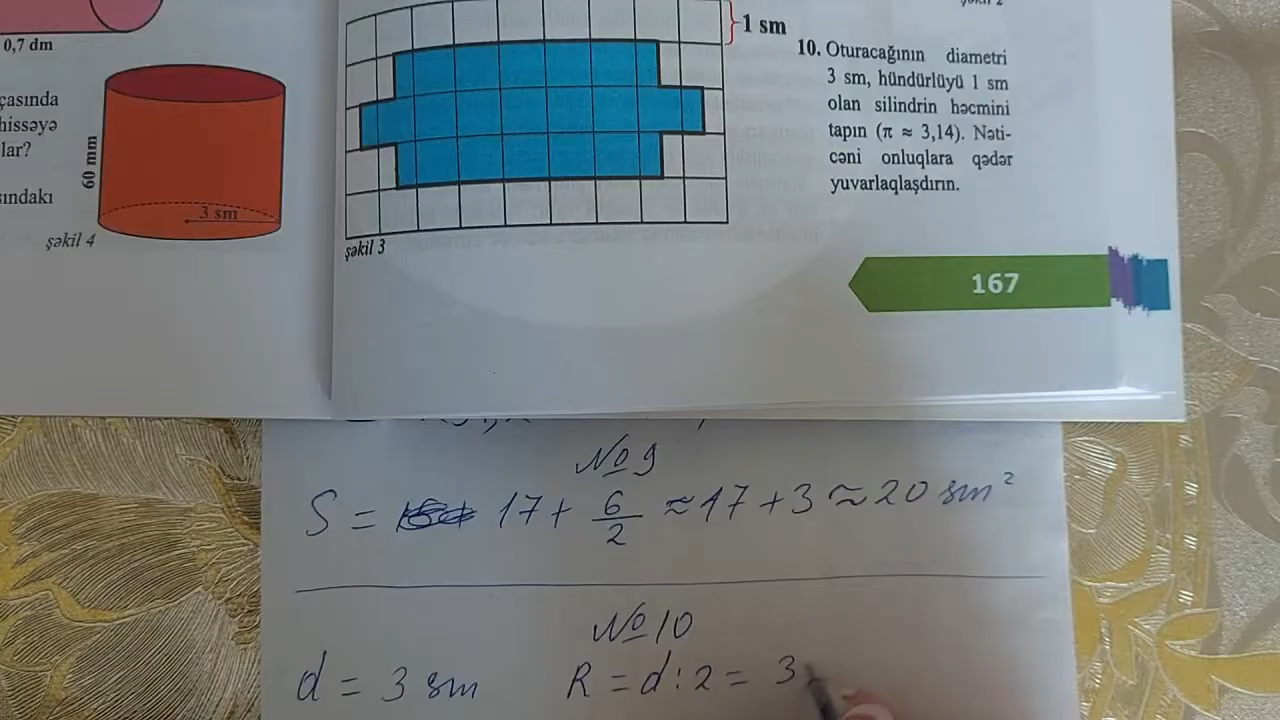 0,7 dm
çasında
hissəyə
lar?
sındakı
60 mm
3 sm
şəkil 4
1 sm
şəkil 3
10. Oturacağının diametri
3 sm, hündürlüyü 1 sm
olan silindrin həcmini
tapın (π ≈ 3,14). Nəti-
cəni onluqlara qədər
yuvarlaqlaşdırın.
167
№9
S = 17 + 6/2 ≈ 17 + 3 ≈ 20 sm²
№10
d = 3 sm R = d : 2 = 3